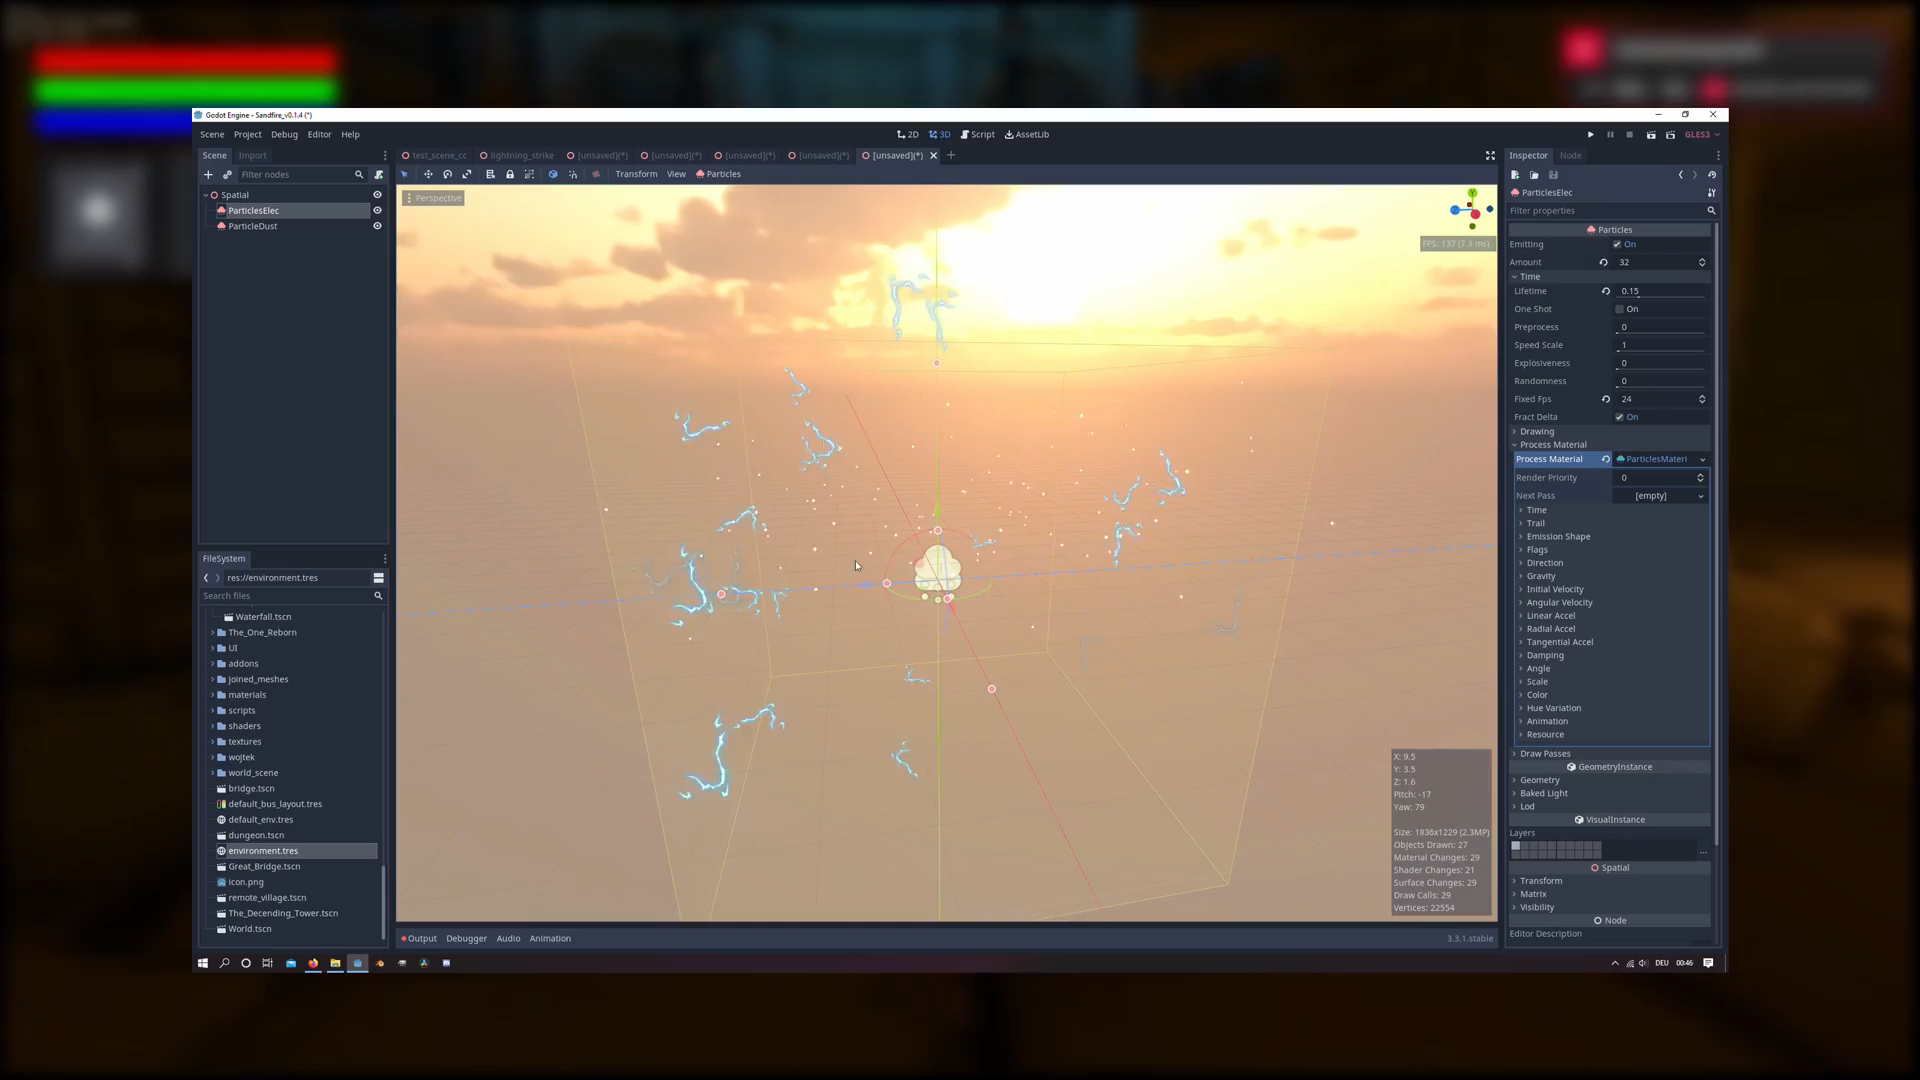 Godot Engine - Sandfire_v0.1.4 (*)
Scene Project Debug Editor Help
2D 3D Script AssetLib
GLES3
Scene Import
test_scene_cc lightning_strike [unsaved](*) [unsaved](*) [unsaved](*) [unsaved](*) [unsaved](*)
Inspector Node
Filter nodes
Transform View Particles
Spatial
ParticlesElec
ParticleDust
Perspective
FPS: 137 (7.3 ms)
X: 9.5
Y: 3.5
Z: 1.6
Pitch: -17
Yaw: 79
Size: 1836x1229 (2.3MP)
Objects Drawn: 27
Material Changes: 29
Shader Changes: 21
Surface Changes: 29
Draw Calls: 29
Vertices: 22554
ParticlesElec
Filter properties
Particles
Emitting On
Amount 32
Time
Lifetime 0.15
One Shot On
Preprocess 0
Speed Scale 1
Explosiveness 0
Randomness 0
Fixed Fps 24
Fract Delta On
Drawing
Process Material
Process Material ParticlesMateri
Render Priority 0
Next Pass [empty]
Time
Trail
Emission Shape
Flags
Direction
Gravity
Initial Velocity
Angular Velocity
Linear Accel
Radial Accel
Tangential Accel
Damping
Angle
Scale
Color
Hue Variation
Animation
Resource
Draw Passes
GeometryInstance
Geometry
Baked Light
Lod
VisualInstance
Layers
Spatial
Transform
Matrix
Visibility
Node
Editor Description
FileSystem
res://environment.tres
Search files
Waterfall.tscn
The_One_Reborn
UI
addons
joined_meshes
materials
scripts
shaders
textures
wojtek
world_scene
bridge.tscn
default_bus_layout.tres
default_env.tres
dungeon.tscn
environment.tres
Great_Bridge.tscn
icon.png
remote_village.tscn
The_Decending_Tower.tscn
World.tscn
Output Debugger Audio Animation
3.3.1.stable
DEU 00:46